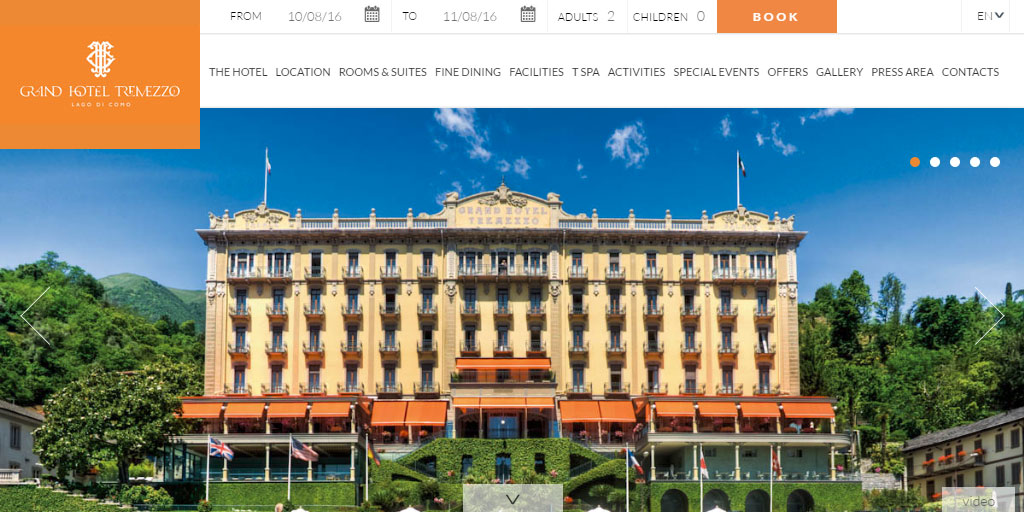 FROM 10/08/16 TO 11/08/16 ADULTS 2 CHILDREN 0 BOOK EN
GRAND HOTEL TREMEZZO
LAGO DI COMO
THE HOTEL LOCATION ROOMS & SUITES FINE DINING FACILITIES T SPA ACTIVITIES SPECIAL EVENTS OFFERS GALLERY PRESS AREA CONTACTS
GRAND HOTEL
TREMEZZO
video